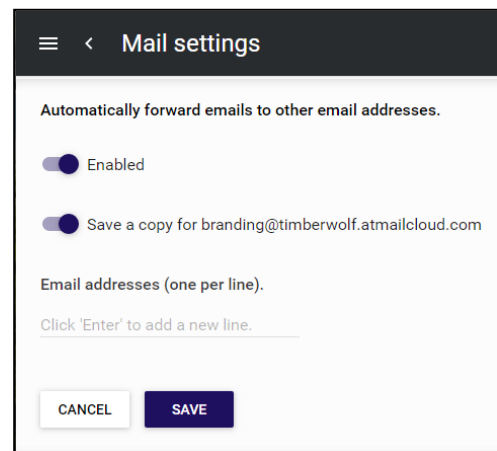 Mail settings
Automatically forward emails to other email addresses.
Enabled
Save a copy for branding@timberwolf.atmailcloud.com
Email addresses (one per line).
Click 'Enter' to add a new line.
CANCEL SAVE